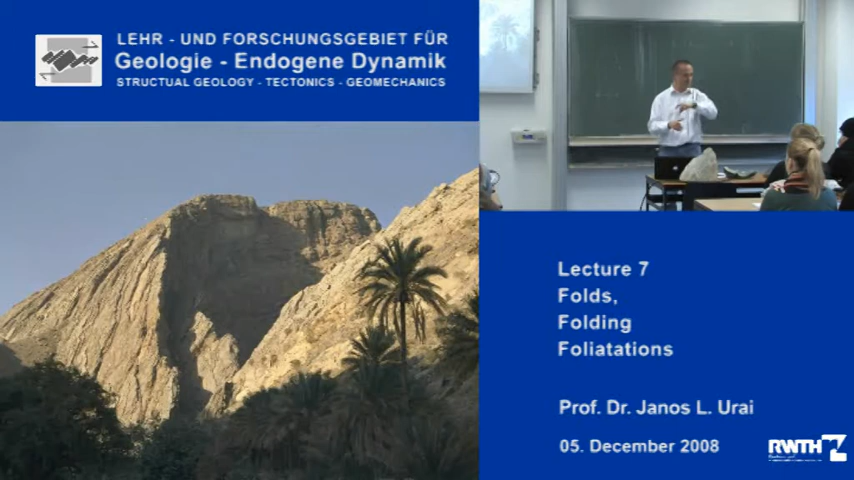 LEHR - UND FORSCHUNGSGEBIET FÜR
Geologie - Endogene Dynamik
STRUCTUAL GEOLOGY - TECTONICS - GEOMECHANICS
Lecture 7
Folds,
Folding
Foliatations
Prof. Dr. Janos L. Urai
05. December 2008
RWTH